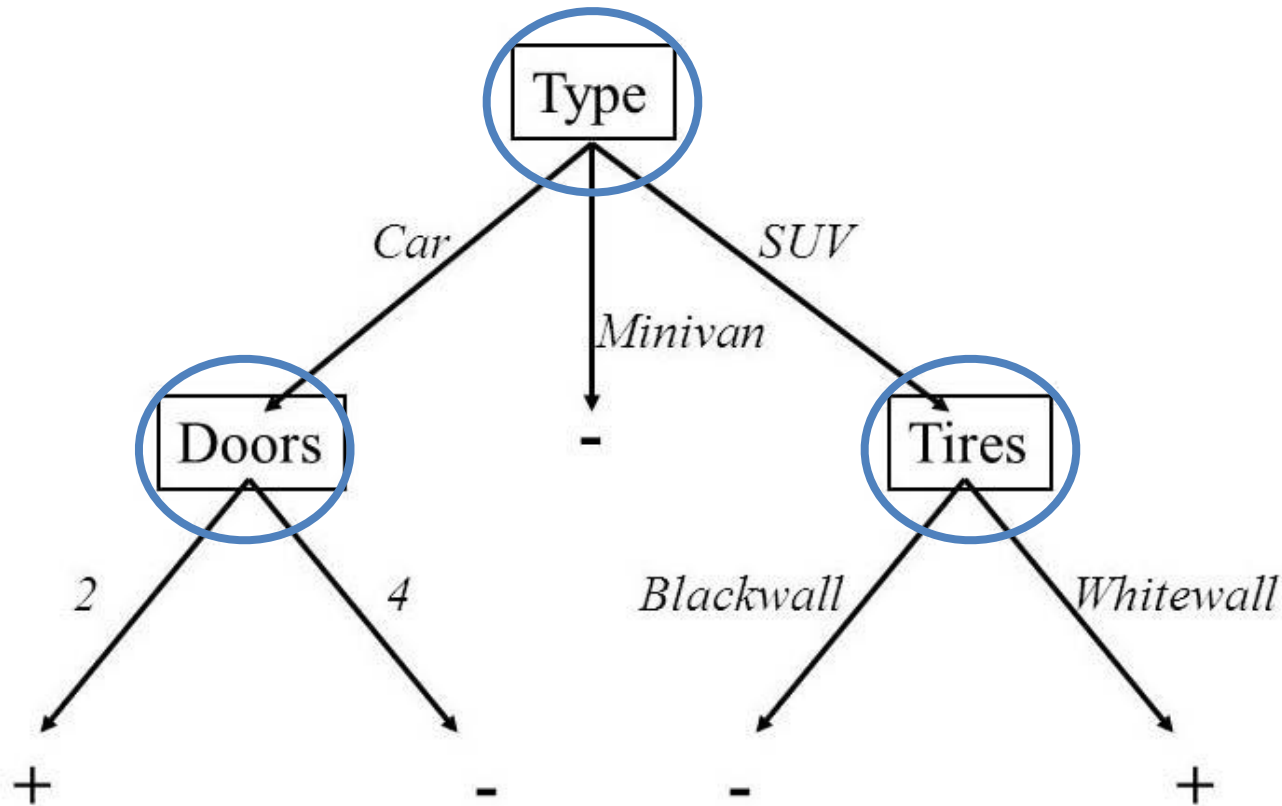 Type
Car
SUV
Minivan
Doors
-
Tires
2
4
Blackwall
Whitewall
+
-
-
+